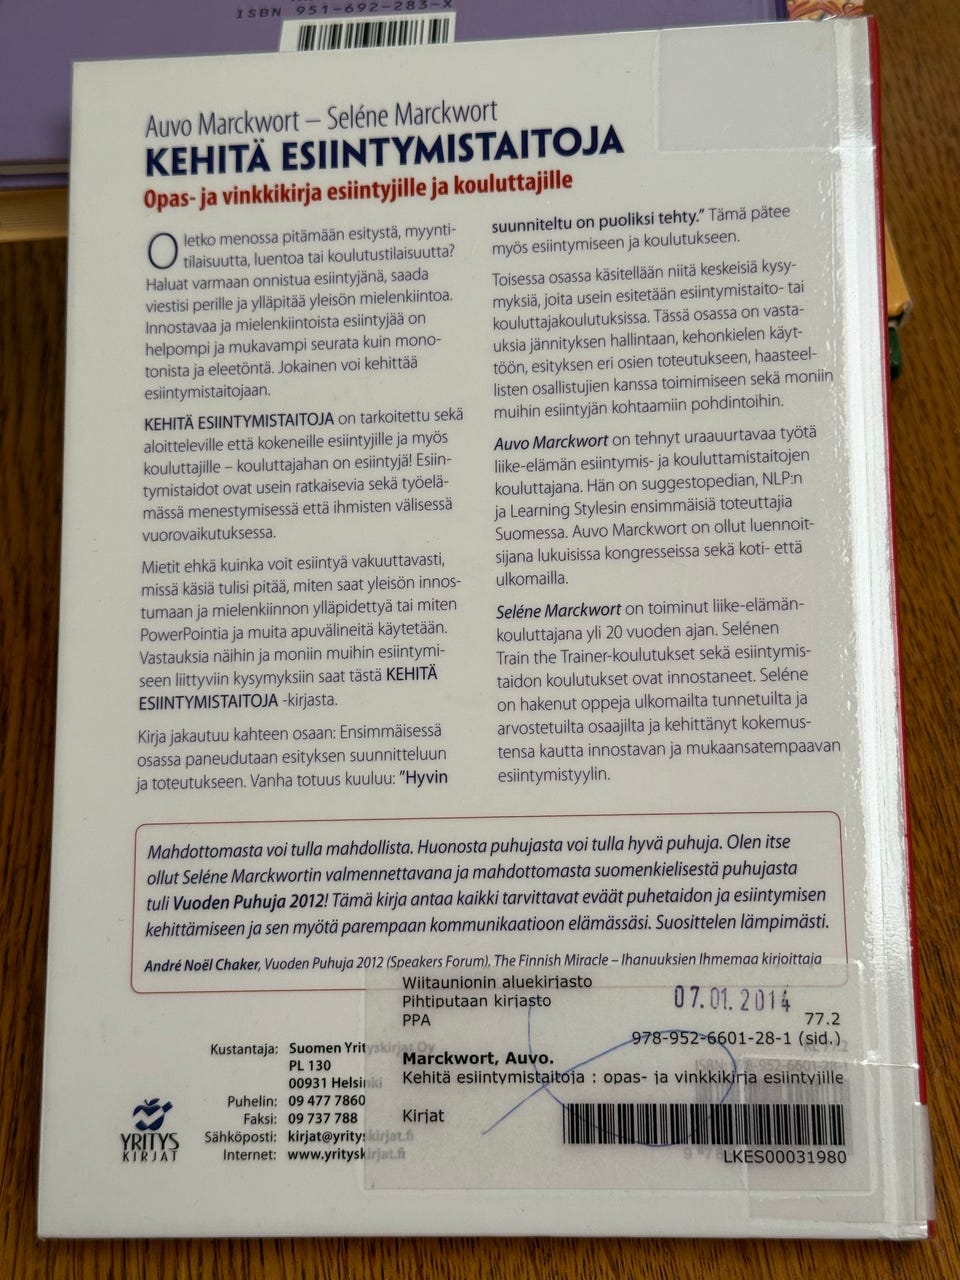 ISBN 951-692-283-X
Auvo Marckwort – Seléne Marckwort
KEHITÄ ESIINTYMISTAITOJA
Opas- ja vinkkikirja esiintyjille ja kouluttajille
Oletko menossa pitämään esitystä, myynti-
tilaisuutta, luentoa tai koulutustilaisuutta?
Haluat varmaan onnistua esiintyjänä, saada
viestisi perille ja ylläpitää yleisön mielenkiintoa.
Innostavaa ja mielenkiintoista esiintyjää on
helpompi ja mukavampi seurata kuin mono-
tonista ja eleetöntä. Jokainen voi kehittää
esiintymistaitojaan.
KEHITÄ ESIINTYMISTAITOJA on tarkoitettu sekä
aloitteleville että kokeneille esiintyjille ja myös
kouluttajille – kouluttajahan on esiintyjä! Esiin-
tymistaidot ovat usein ratkaisevia sekä työelä-
mässä menestymisessä että ihmisten välisessä
vuorovaikutuksessa.
Mietit ehkä kuinka voit esiintyä vakuuttavasti,
missä käsiä tulisi pitää, miten saat yleisön innos-
tumaan ja mielenkiinnon ylläpidettyä tai miten
PowerPointia ja muita apuvälineitä käytetään.
Vastauksia näihin ja moniin muihin esiintymi-
seen liittyviin kysymyksiin saat tästä KEHITÄ
ESIINTYMISTAITOJA -kirjasta.
Kirja jakautuu kahteen osaan: Ensimmäisessä
osassa paneudutaan esityksen suunnitteluun
ja toteutukseen. Vanha totuus kuuluu: "Hyvin
suunniteltu on puoliksi tehty." Tämä pätee
myös esiintymiseen ja koulutukseen.
Toisessa osassa käsitellään niitä keskeisiä kysy-
myksiä, joita usein esitetään esiintymistaito- tai
kouluttajakoulutuksissa. Tässä osassa on vasta-
uksia jännityksen hallintaan, kehonkielen käyt-
töön, esityksen eri osien toteutukseen, haasteel-
listen osallistujien kanssa toimimiseen sekä moniin
muihin esiintyjän kohtaamiin pohdintoihin.
Auvo Marckwort on tehnyt uraauurtavaa työtä
liike-elämän esiintymis- ja kouluttamistaitojen
kouluttajana. Hän on suggestopedian, NLP:n
ja Learning Stylesin ensimmäisiä toteuttajia
Suomessa. Auvo Marckwort on ollut luennoit-
sijana lukuisissa kongresseissa sekä koti- että
ulkomailla.
Seléne Marckwort on toiminut liike-elämän-
kouluttajana yli 20 vuoden ajan. Selénen
Train the Trainer-koulutukset sekä esiintymis-
taidon koulutukset ovat innostaneet. Seléne
on hakenut oppeja ulkomailta tunnetuilta ja
arvostetuilta osaajilta ja kehittänyt kokemus-
tensa kautta innostavan ja mukaansatempaavan
esiintymistyylin.
Mahdottomasta voi tulla mahdollista. Huonosta puhujasta voi tulla hyvä puhuja. Olen itse
ollut Seléne Marckwortin valmennettavana ja mahdottomasta suomenkielisestä puhujasta
tuli Vuoden Puhuja 2012! Tämä kirja antaa kaikki tarvittavat eväät puhetaidon ja esiintymisen
kehittämiseen ja sen myötä parempaan kommunikaatioon elämässäsi. Suosittelen lämpimästi.
André Noël Chaker, Vuoden Puhuja 2012 (Speakers Forum), The Finnish Miracle – Ihanuuksien Ihmemaa kirjoittaja
Wiitaunionin aluekirjasto
Pihtiputaan kirjasto
07.01.2014
PPA
77.2
978-952-6601-28-1 (sid.)
Marckwort, Auvo.
Kehitä esiintymistaitoja : opas- ja vinkkikirja esiintyjille
Kirjat
LKES00031980
Kustantaja: Suomen Yrityskirjat Oy
PL 130
00931 Helsinki
Puhelin: 09 477 7860
Faksi: 09 737 788
Sähköposti: kirjat@yrityskirjat.fi
Internet: www.yrityskirjat.fi
YRITYS
KIRJAT